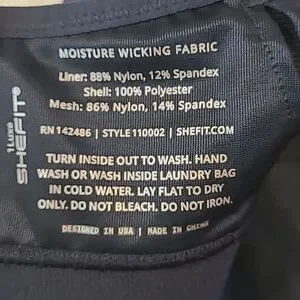 MOISTURE WICKING FABRIC
Liner: 88% Nylon, 12% Spandex
Shell: 100% Polyester
Mesh: 86% Nylon, 14% Spandex
RN 142486 | STYLE 110002 | SHEFIT.COM
TURN INSIDE OUT TO WASH. HAND
WASH OR WASH INSIDE LAUNDRY BAG
IN COLD WATER. LAY FLAT TO DRY
ONLY. DO NOT BLEACH. DO NOT IRON.
DESIGNED IN USA | MADE IN CHINA
1Luxe
SHEFIT®